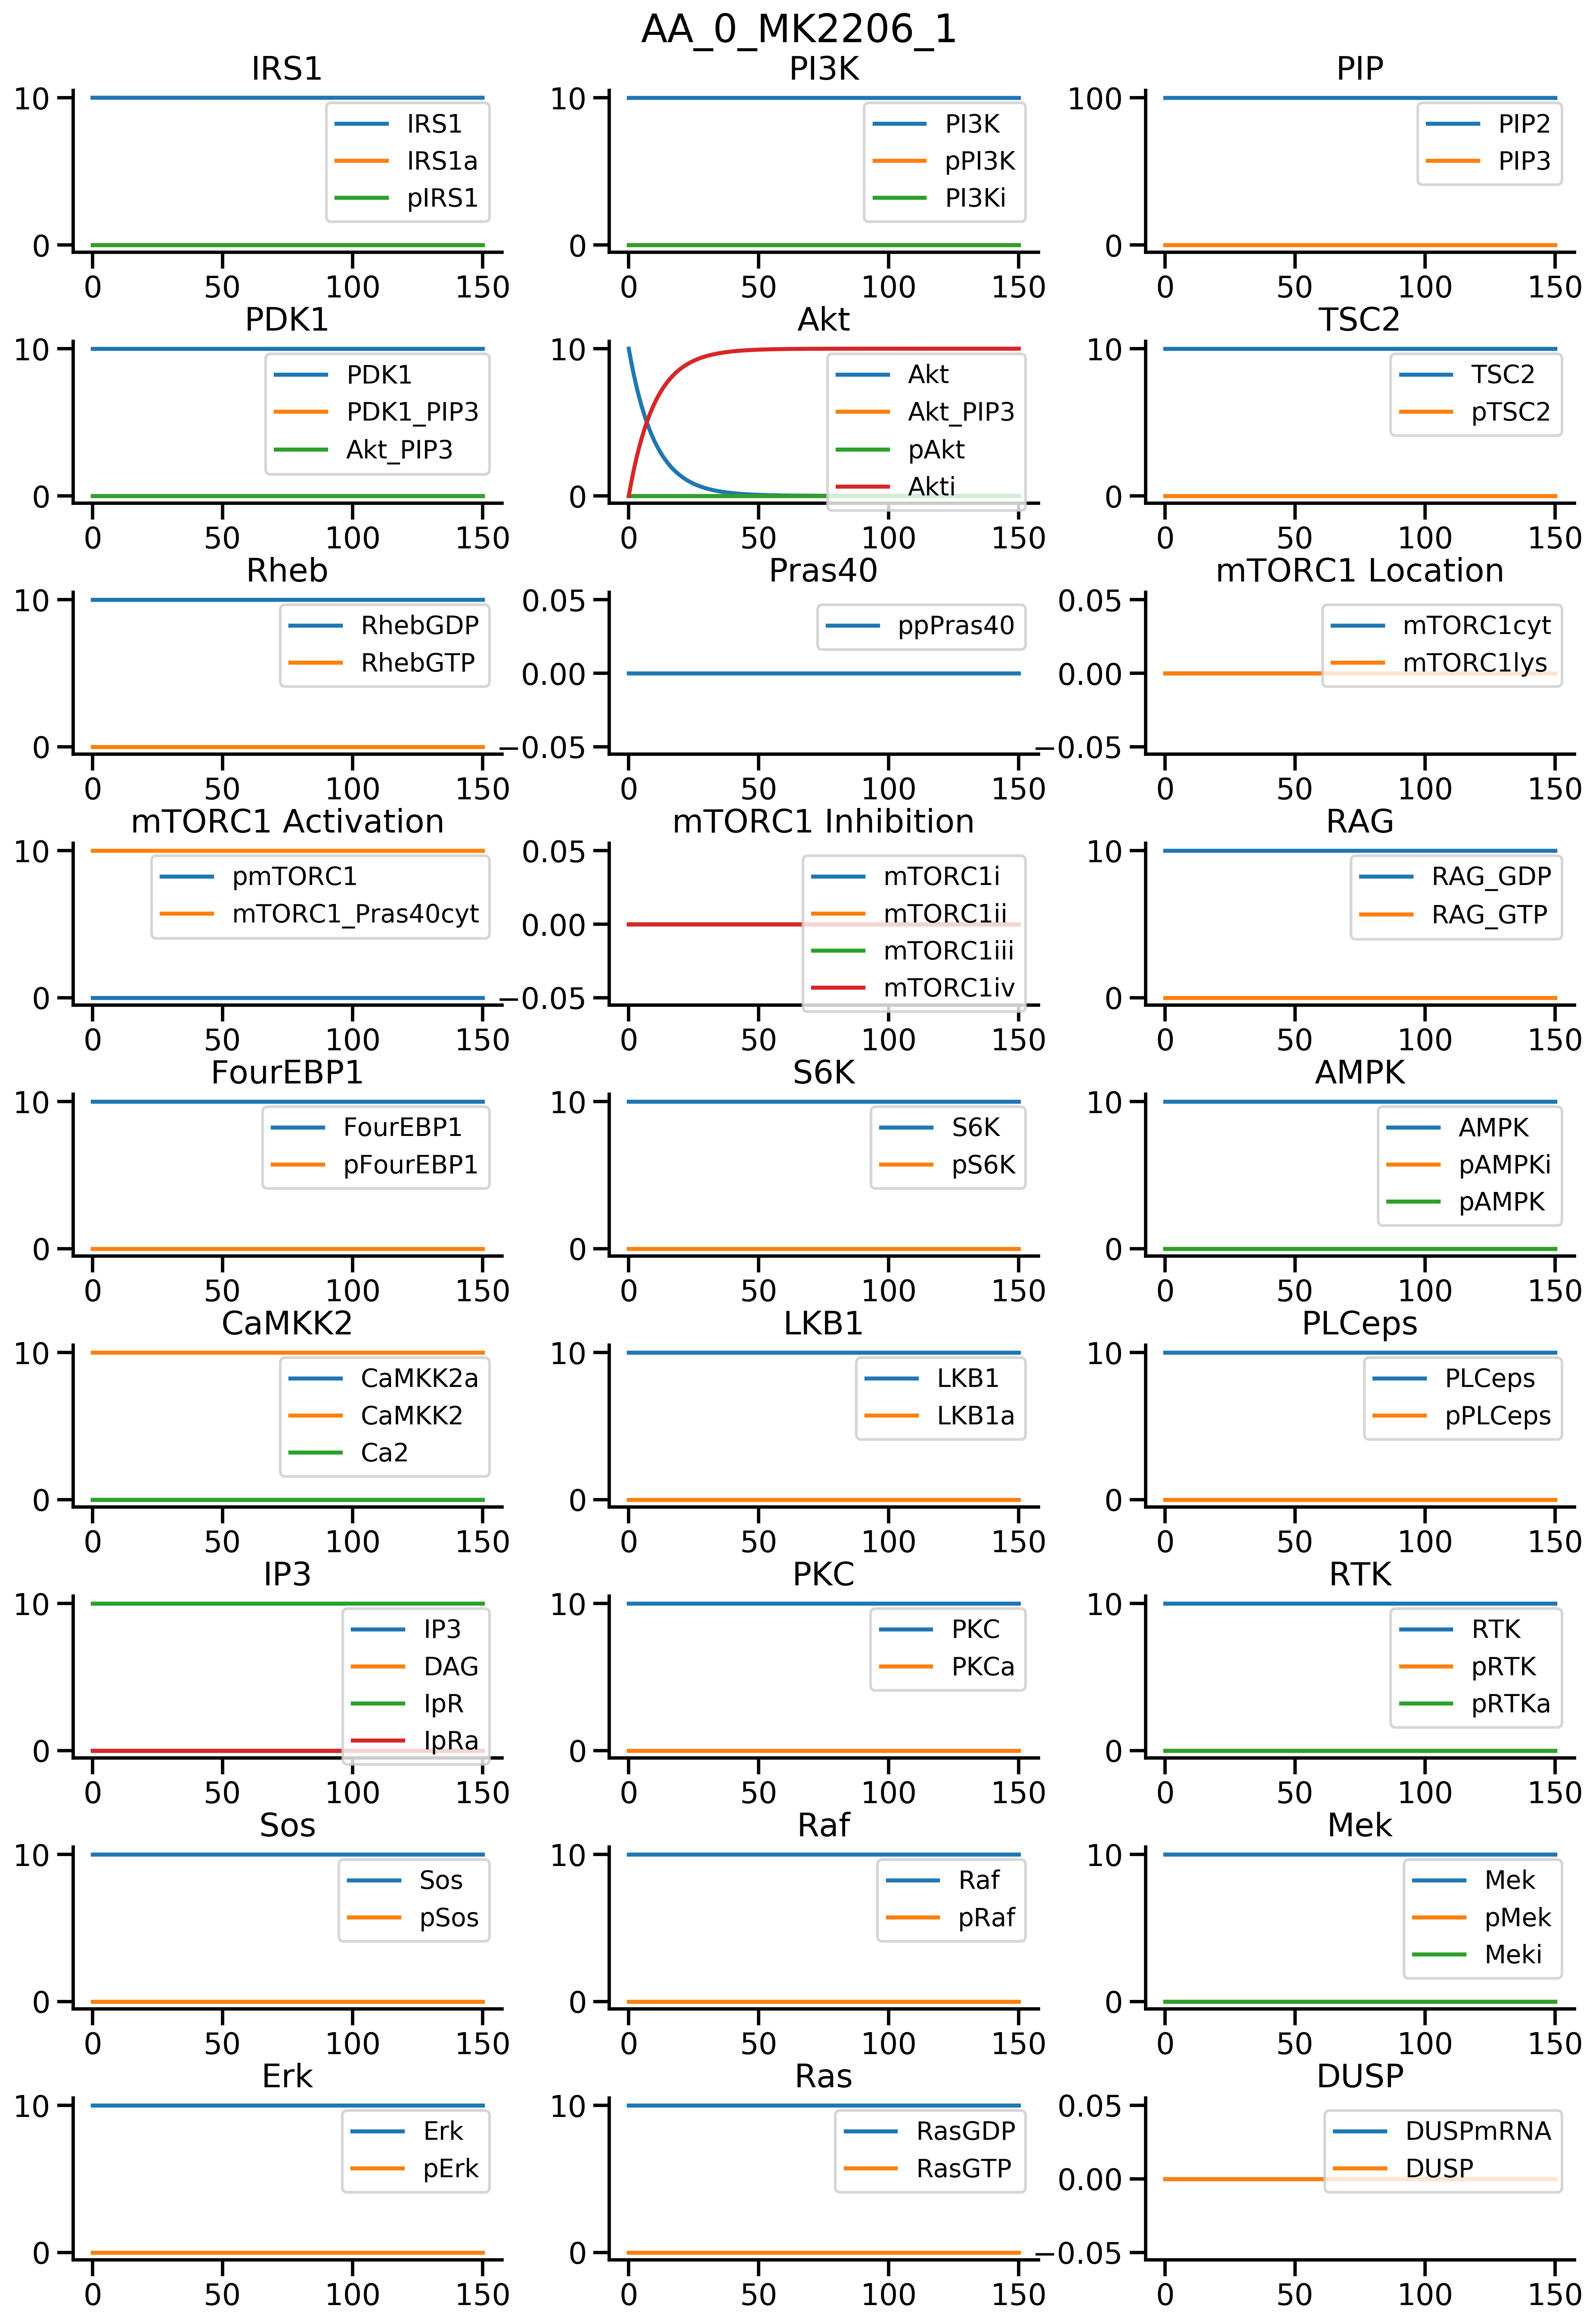 AA_0_MK2206_1
IRS1
10
0
IRS1
IRS1a
pIRS1
0 50 100 150
PI3K
10
0
PI3K
pPI3K
PI3Ki
0 50 100 150
PIP
100
0
PIP2
PIP3
0 50 100 150
PDK1
10
0
PDK1
PDK1_PIP3
Akt_PIP3
0 50 100 150
Akt
10
0
Akt
Akt_PIP3
pAkt
Akti
0 50 100 150
TSC2
10
0
TSC2
pTSC2
0 50 100 150
Rheb
10
0
RhebGDP
RhebGTP
0 50 100 150
Pras40
0.05
0.00
−0.05
ppPras40
0 50 100 150
mTORC1 Location
0.05
0.00
−0.05
mTORC1cyt
mTORC1lys
0 50 100 150
mTORC1 Activation
10
0
pmTORC1
mTORC1_Pras40cyt
0 50 100 150
mTORC1 Inhibition
0.05
0.00
−0.05
mTORC1i
mTORC1ii
mTORC1iii
mTORC1iv
0 50 100 150
RAG
10
0
RAG_GDP
RAG_GTP
0 50 100 150
FourEBP1
10
0
FourEBP1
pFourEBP1
0 50 100 150
S6K
10
0
S6K
pS6K
0 50 100 150
AMPK
10
0
AMPK
pAMPKi
pAMPK
0 50 100 150
CaMKK2
10
0
CaMKK2a
CaMKK2
Ca2
0 50 100 150
LKB1
10
0
LKB1
LKB1a
0 50 100 150
PLCeps
10
0
PLCeps
pPLCeps
0 50 100 150
IP3
10
0
IP3
DAG
IpR
IpRa
0 50 100 150
PKC
10
0
PKC
PKCa
0 50 100 150
RTK
10
0
RTK
pRTK
pRTKa
0 50 100 150
Sos
10
0
Sos
pSos
0 50 100 150
Raf
10
0
Raf
pRaf
0 50 100 150
Mek
10
0
Mek
pMek
Meki
0 50 100 150
Erk
10
0
Erk
pErk
0 50 100 150
Ras
10
0
RasGDP
RasGTP
0 50 100 150
DUSP
0.05
0.00
−0.05
DUSPmRNA
DUSP
0 50 100 150